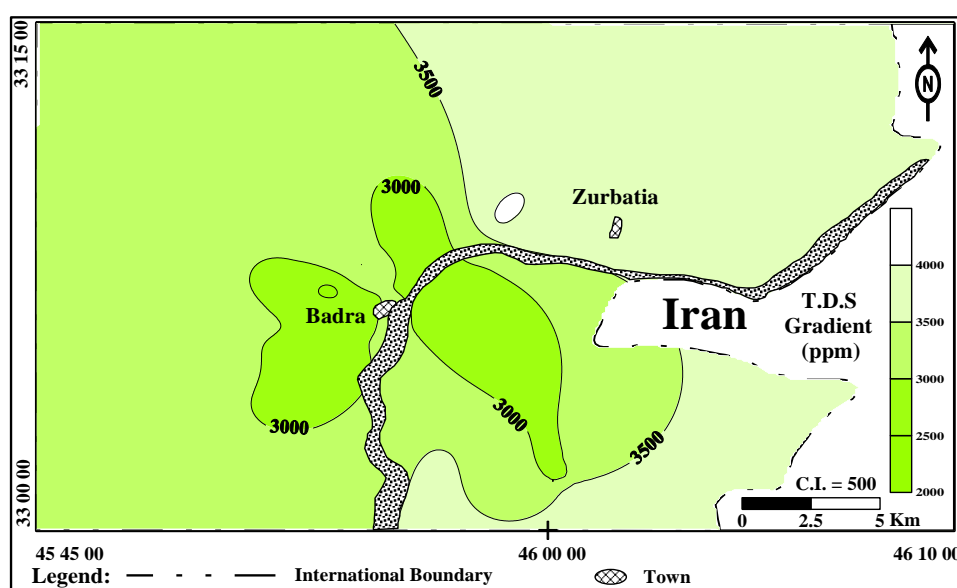 33 15 00
3500
N
3000
Zurbatia
4000
Badra
Iran
T.D.S
Gradient
(ppm)
3500
3000
3000
3000
3500
2500
33 00 00
C.I. = 500
2000
0 2.5 5 Km
45 45 00 46 00 00 46 10 00
Legend: International Boundary Town